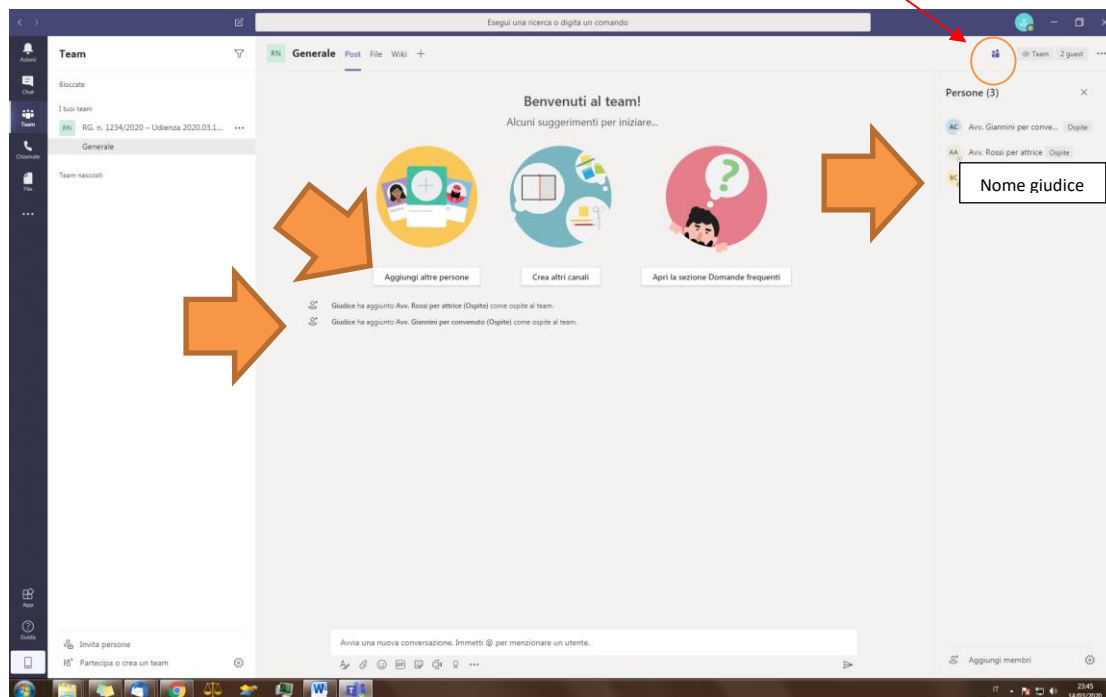 Esegui una ricerca o digita un comando
Azioni
Chat
Team
Chiamate
File
App
Guida
Team
Bloccate
I tuoi team
RN RG. n. 1234/2020 – Udienza 2020.03.1... •••
Generale
Team nascosti
Invita persone
Partecipa o crea un team
RN Generale Post File Wiki +
Team 2 guest •••
Benvenuti al team!
Alcuni suggerimenti per iniziare...
Aggiungi altre persone
Crea altri canali
Apri la sezione Domande frequenti
Giudice ha aggiunto Avv. Rossi per attrice (Ospite) come ospite al team.
Giudice ha aggiunto Avv. Giannini per convenuto (Ospite) come ospite al team.
Avvia una nuova conversazione. Immetti @ per menzionare un utente.
GIF
Persone (3)
AC Avv. Giannini per conve... Ospite
AA Avv. Rossi per attrice Ospite
Nome giudice
Aggiungi membri
IT
23:45
14/03/2020